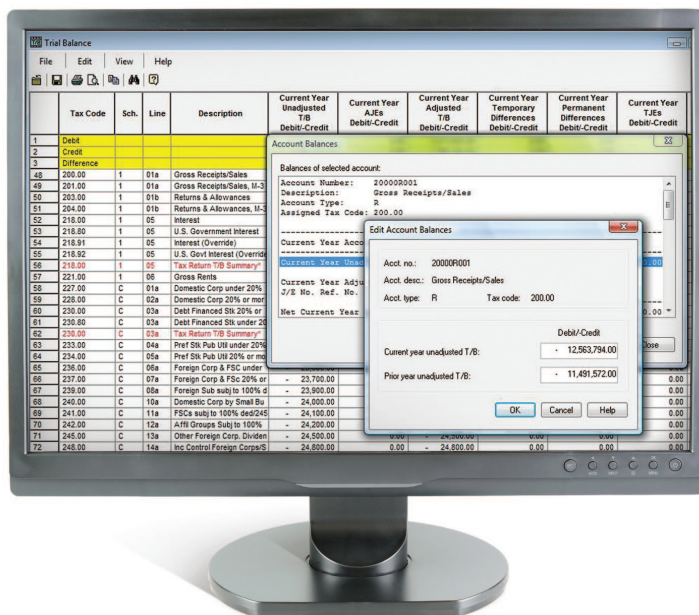 Trial Balance
File Edit View Help
Tax Code Sch. Line Description Current Year Unadjusted T/B Debit/-Credit Current Year AJEs Debit/-Credit Current Year Adjusted T/B Debit/-Credit Current Year Temporary Differences Debit/-Credit Current Year Permanent Differences Debit/-Credit Current Year TJEs Debit/-Credit
1 Debit
2 Credit
3 Difference
48 200.00 1 01a Gross Receipts/Sales
49 201.00 1 01a Gross Receipts/Sales, M-3
50 203.00 1 01b Returns & Allowances
51 204.00 1 01b Returns & Allowances, M-3
52 218.00 1 05 Interest
53 218.80 1 05 U.S. Government Interest
54 218.91 1 05 Interest (Override)
55 218.92 1 05 U.S. Govt Interest (Override
56 218.00 1 05 Tax Return T/B Summary*
57 221.00 1 06 Gross Rents
58 227.00 C 01a Domestic Corp under 20%
59 228.00 C 02a Domestic Corp 20% or mor
60 230.00 C 03a Debt Financed Stk 20% or
61 230.80 C 03a Debt Financed Stk under 20
62 230.00 C 03a Tax Return T/B Summary*
63 233.00 C 04a Pref Stk Pub Util under 20%
64 234.00 C 05a Pref Stk Pub Util 20% or mo
65 236.00 C 06a Foreign Corp & FSC under
66 237.00 C 07a Foreign Corp & FSc 20% or - 23,700.00 0.00
67 239.00 C 08a Foreign Sub subj to 100% d - 23,900.00 0.00
68 240.00 C 10a Domestic Corp by Small Bu - 24,000.00 0.00
69 241.00 C 11a FSCs subj to 100% ded/245 - 24,100.00 0.00
70 242.00 C 12a Affil Groups Subj to 100% - 24,200.00 0.00
71 245.00 C 13a Other Foreign Corp. Dividen - 24,500.00 0.00 - 24,500.00 0.00 0.00 0.00
72 248.00 C 14a Inc Control Foreign Corps/S - 24,800.00 0.00 - 24,800.00 0.00 0.00 0.00
Account Balances
Balances of selected account:
Account Number: 20000R001
Description: Gross Receipts/Sales
Account Type: R
Assigned Tax Code: 200.00
Current Year Acco
Current Year Unad
Current Year Adju
J/E No. Ref. No.
Net Current Year
Close
Edit Account Balances
Acct. no.: 20000R001
Acct. desc.: Gross Receipts/Sales
Acct. type: R Tax code: 200.00
Debit/-Credit
Current year unadjusted T/B: - 12,563,794.00
Prior year unadjusted T/B: - 11,491,572.00
OK Cancel Help